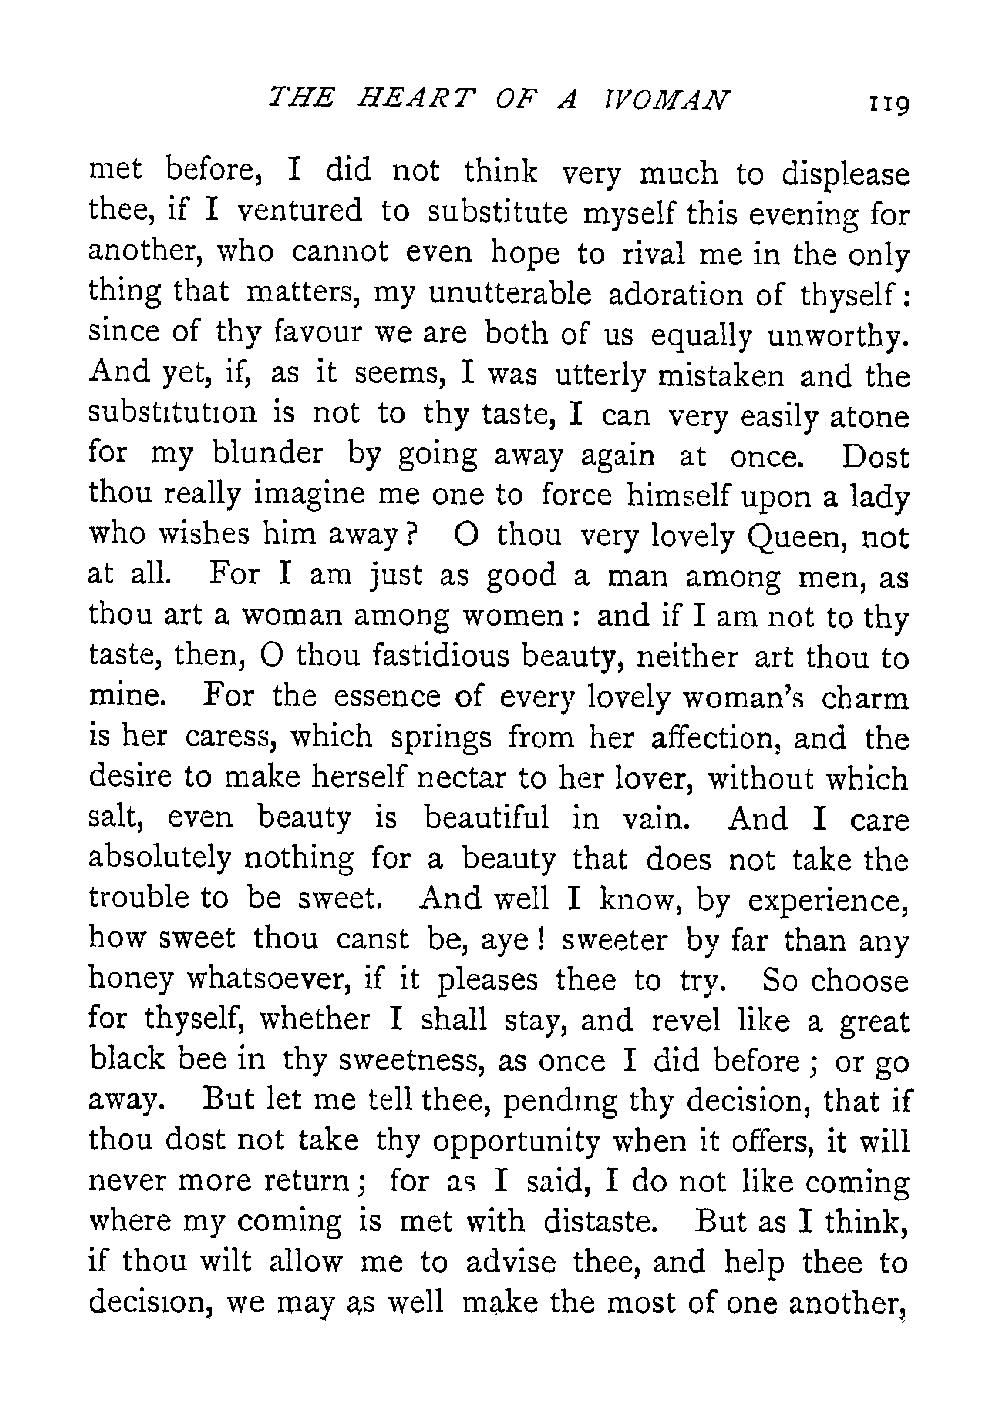 THE HEART OF A WOMAN 119
met before, I did not think very much to displease
thee, if I ventured to substitute myself this evening for
another, who cannot even hope to rival me in the only
thing that matters, my unutterable adoration of thyself:
since of thy favour we are both of us equally unworthy.
And yet, if, as it seems, I was utterly mistaken and the
substitution is not to thy taste, I can very easily atone
for my blunder by going away again at once. Dost
thou really imagine me one to force himself upon a lady
who wishes him away? O thou very lovely Queen, not
at all. For I am just as good a man among men, as
thou art a woman among women: and if I am not to thy
taste, then, O thou fastidious beauty, neither art thou to
mine. For the essence of every lovely woman's charm
is her caress, which springs from her affection, and the
desire to make herself nectar to her lover, without which
salt, even beauty is beautiful in vain. And I care
absolutely nothing for a beauty that does not take the
trouble to be sweet. And well I know, by experience,
how sweet thou canst be, aye! sweeter by far than any
honey whatsoever, if it pleases thee to try. So choose
for thyself, whether I shall stay, and revel like a great
black bee in thy sweetness, as once I did before; or go
away. But let me tell thee, pending thy decision, that if
thou dost not take thy opportunity when it offers, it will
never more return; for as I said, I do not like coming
where my coming is met with distaste. But as I think,
if thou wilt allow me to advise thee, and help thee to
decision, we may as well make the most of one another,